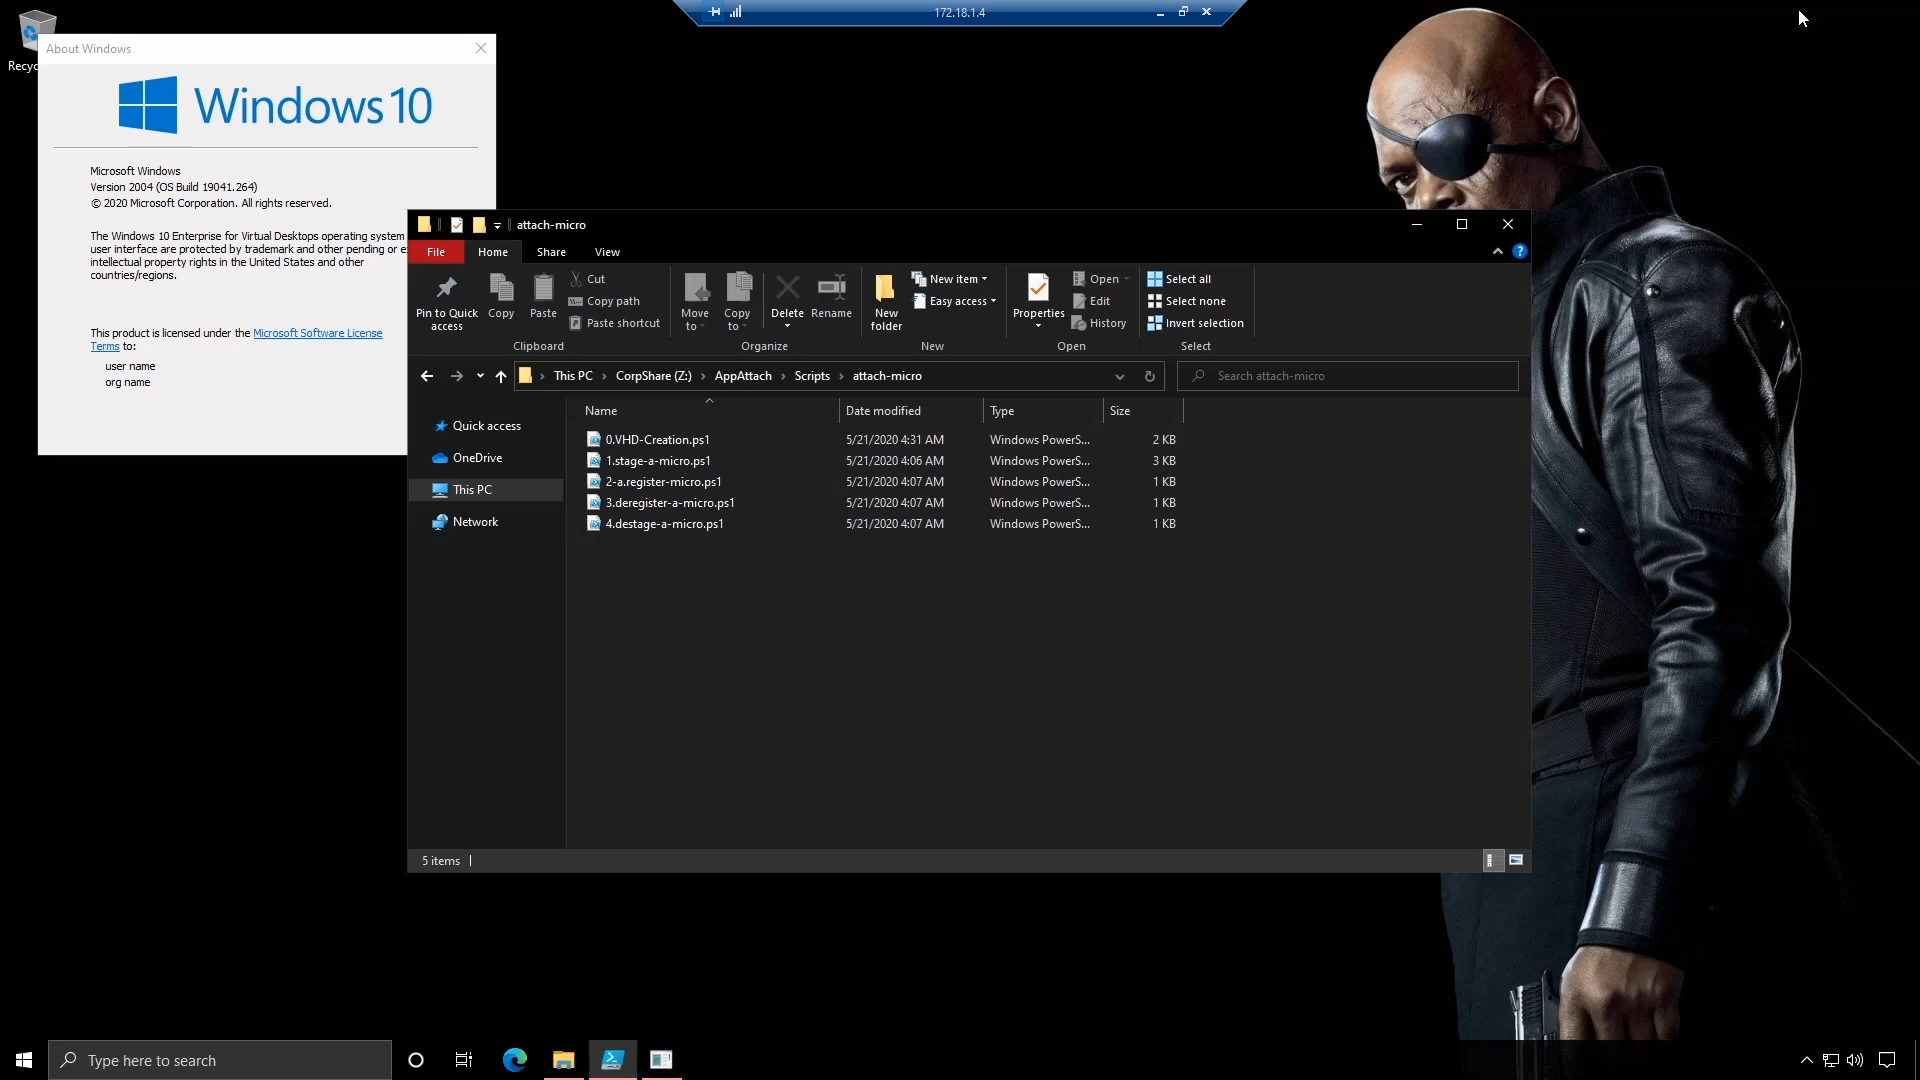 172.18.1.4
Recyc
About Windows
Windows 10
Microsoft Windows
Version 2004 (OS Build 19041.264)
© 2020 Microsoft Corporation. All rights reserved.
The Windows 10 Enterprise for Virtual Desktops operating system
user interface are protected by trademark and other pending or e
intellectual property rights in the United States and other
countries/regions.
This product is licensed under the Microsoft Software License
Terms to:
user name
org name
attach-micro
File Home Share View
Pin to Quick
access
Copy
Paste
Cut
Copy path
Paste shortcut
Clipboard
Move
to
Copy
to
Delete
Rename
Organize
New
folder
New item
Easy access
New
Properties
Open
Edit
History
Open
Select all
Select none
Invert selection
Select
This PC › CorpShare (Z:) › AppAttach › Scripts › attach-micro
Search attach-micro
Quick access
OneDrive
This PC
Network
Name Date modified Type Size
0.VHD-Creation.ps1 5/21/2020 4:31 AM Windows PowerS... 2 KB
1.stage-a-micro.ps1 5/21/2020 4:06 AM Windows PowerS... 3 KB
2-a.register-micro.ps1 5/21/2020 4:07 AM Windows PowerS... 1 KB
3.deregister-a-micro.ps1 5/21/2020 4:07 AM Windows PowerS... 1 KB
4.destage-a-micro.ps1 5/21/2020 4:07 AM Windows PowerS... 1 KB
5 items
Type here to search